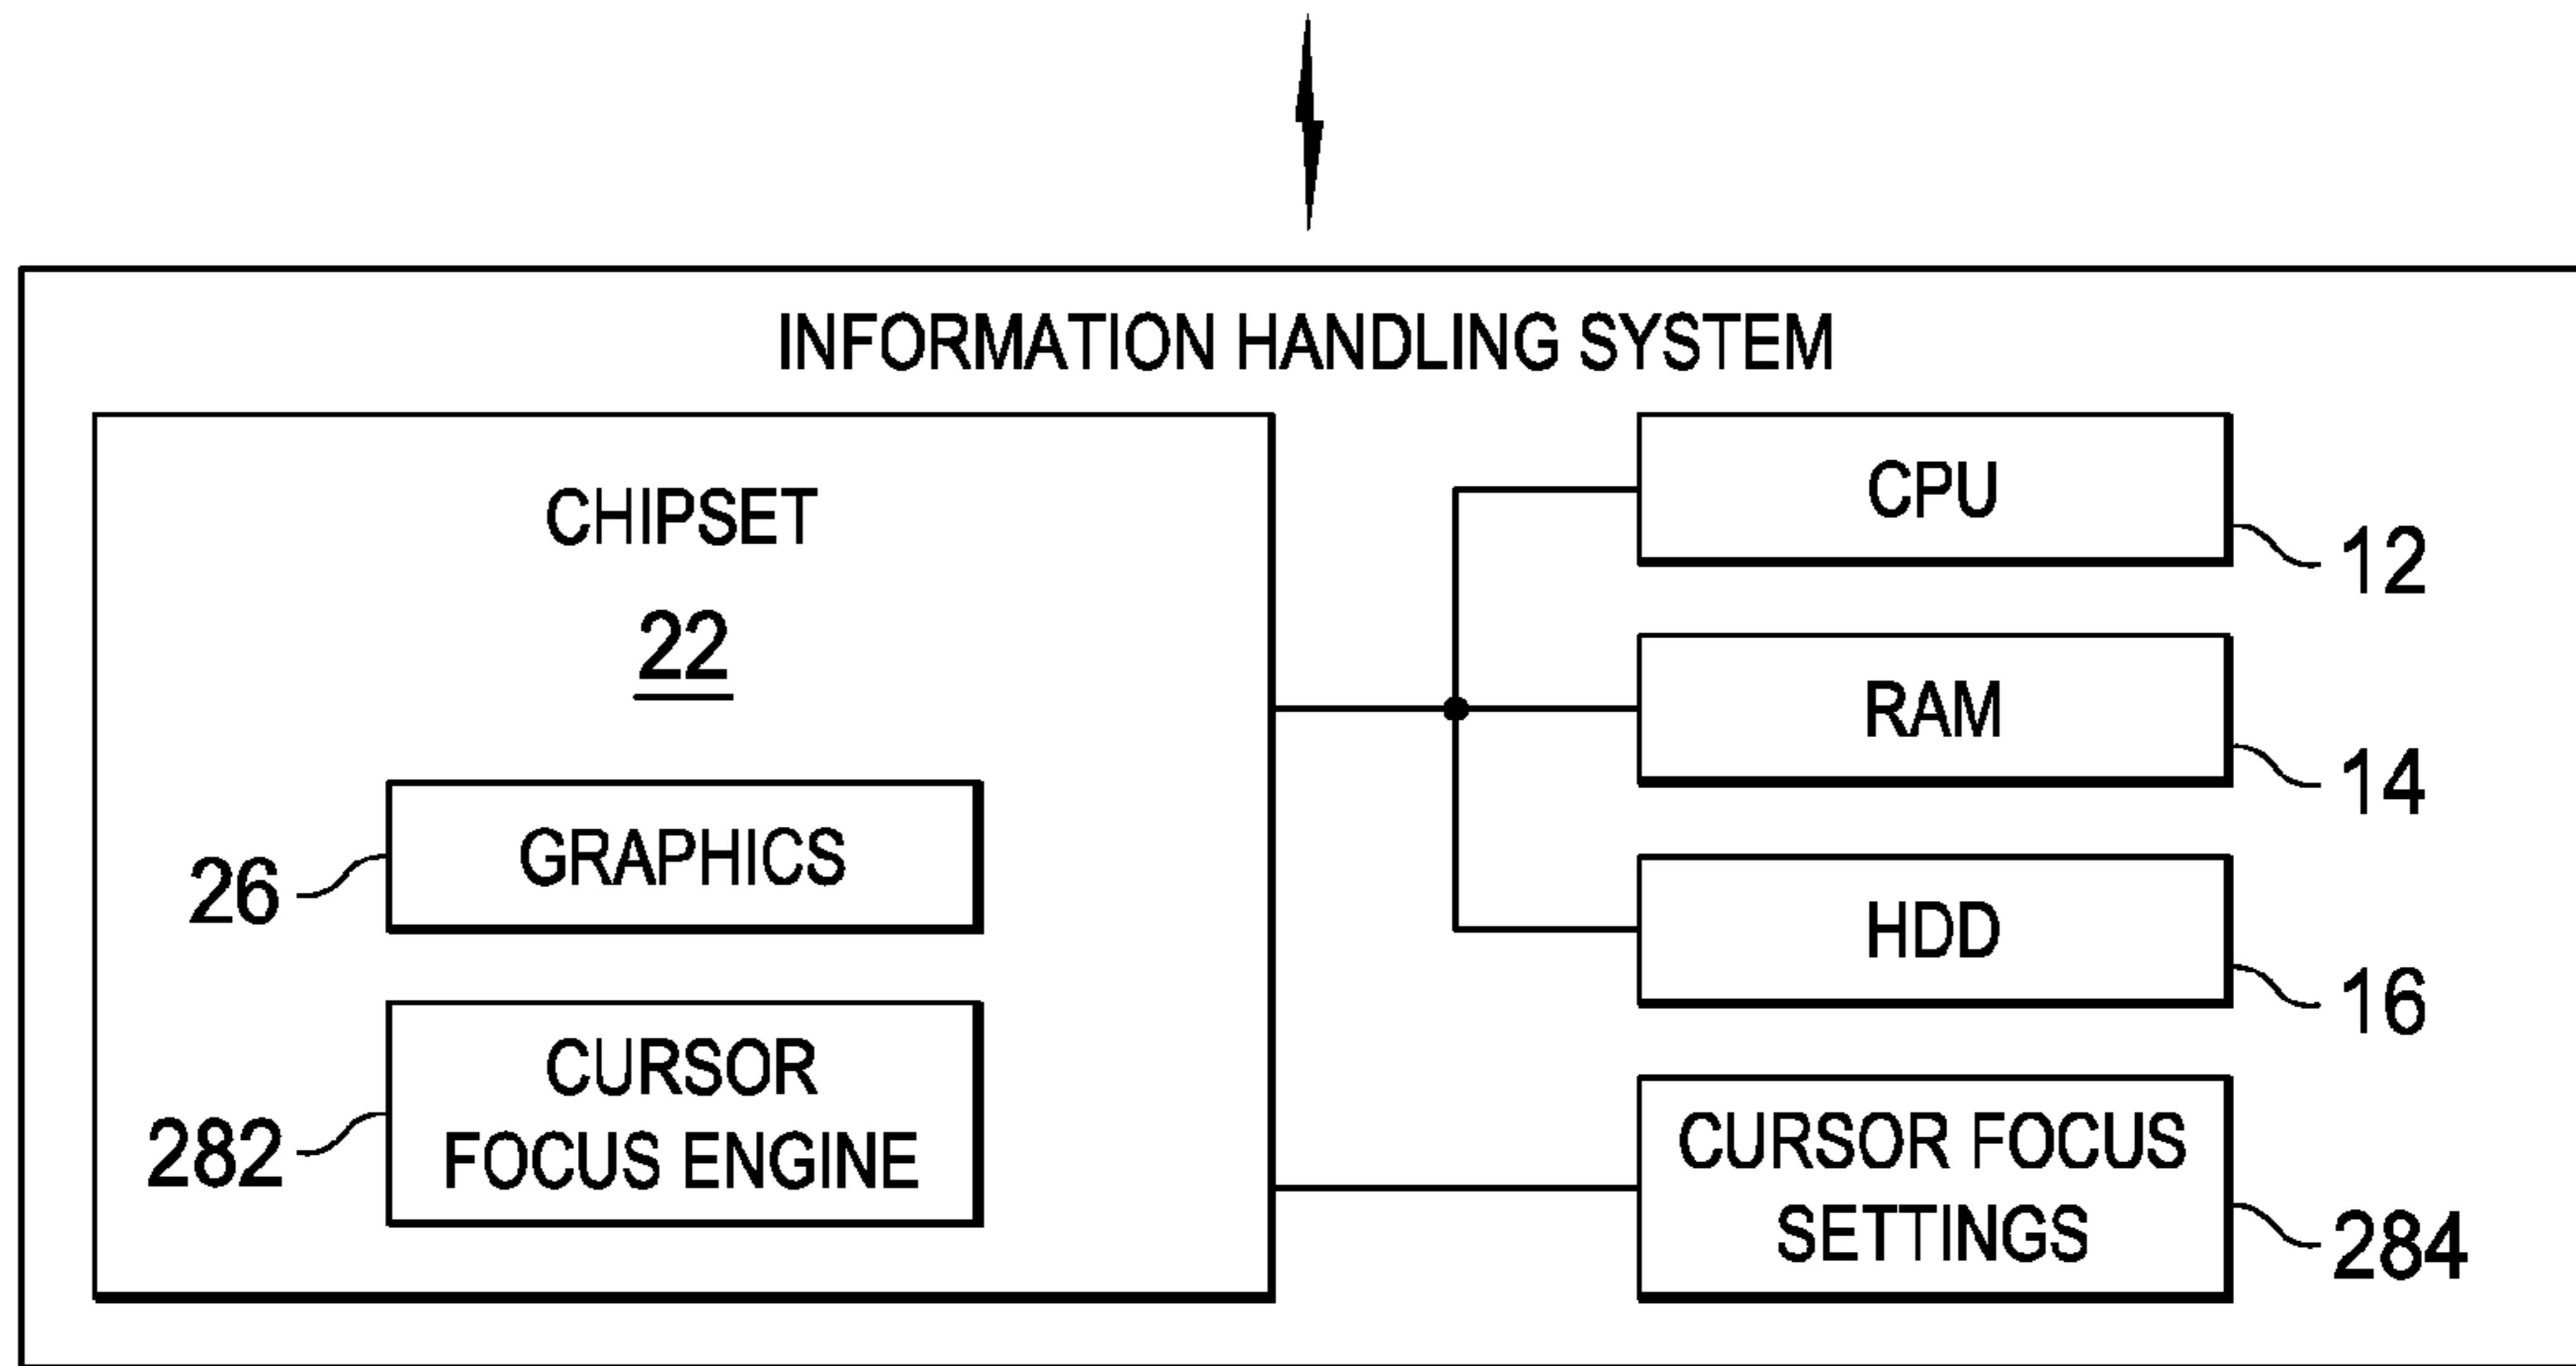 INFORMATION HANDLING SYSTEM
CHIPSET
22
GRAPHICS
26
CURSOR
FOCUS ENGINE
282
CPU
12
RAM
14
HDD
16
CURSOR FOCUS
SETTINGS
284